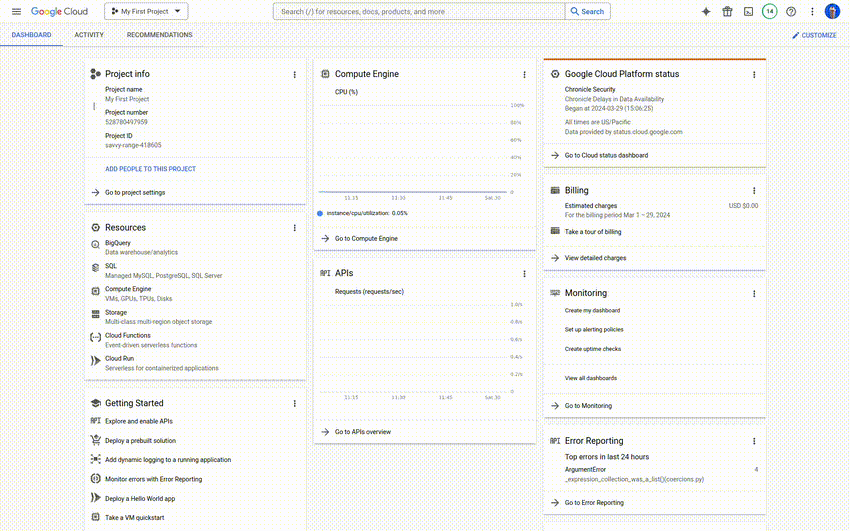 Google Cloud
My First Project
Search (/) for resources, docs, products, and more
Search
14
DASHBOARD
ACTIVITY
RECOMMENDATIONS
CUSTOMIZE
Project info
Project name
My First Project
Project number
528780497959
Project ID
savvy-range-418605
ADD PEOPLE TO THIS PROJECT
Go to project settings
Resources
BigQuery
Data warehouse/analytics
SQL
Managed MySQL, PostgreSQL, SQL Server
Compute Engine
VMs, GPUs, TPUs, Disks
Storage
Multi-class multi-region object storage
Cloud Functions
Event-driven serverless functions
Cloud Run
Serverless for containerized applications
Getting Started
API
Explore and enable APIs
Deploy a prebuilt solution
Add dynamic logging to a running application
Monitor errors with Error Reporting
Deploy a Hello World app
Take a VM quickstart
Compute Engine
CPU (%)
100%
80%
60%
40%
20%
0
11:15 11:30 11:45 Sat 30
instance/cpu/utilization: 0.05%
Go to Compute Engine
API
APIs
Requests (requests/sec)
1.0/s
0.8/s
0.6/s
0.4/s
0.2/s
0
11:15 11:30 11:45 Sat 30
Go to APIs overview
Google Cloud Platform status
Chronicle Security
Chronicle Delays in Data Availability
Began at 2024-03-29 (15:06:25)
All times are US/Pacific
Data provided by status.cloud.google.com
Go to Cloud status dashboard
Billing
Estimated charges USD $0.00
For the billing period Mar 1 – 29, 2024
Take a tour of billing
View detailed charges
Monitoring
Create my dashboard
Set up alerting policies
Create uptime checks
View all dashboards
Go to Monitoring
API
Error Reporting
Top errors in last 24 hours
ArgumentError 4
_expression_collection_was_a_list()(coercions.py)
Go to Error Reporting